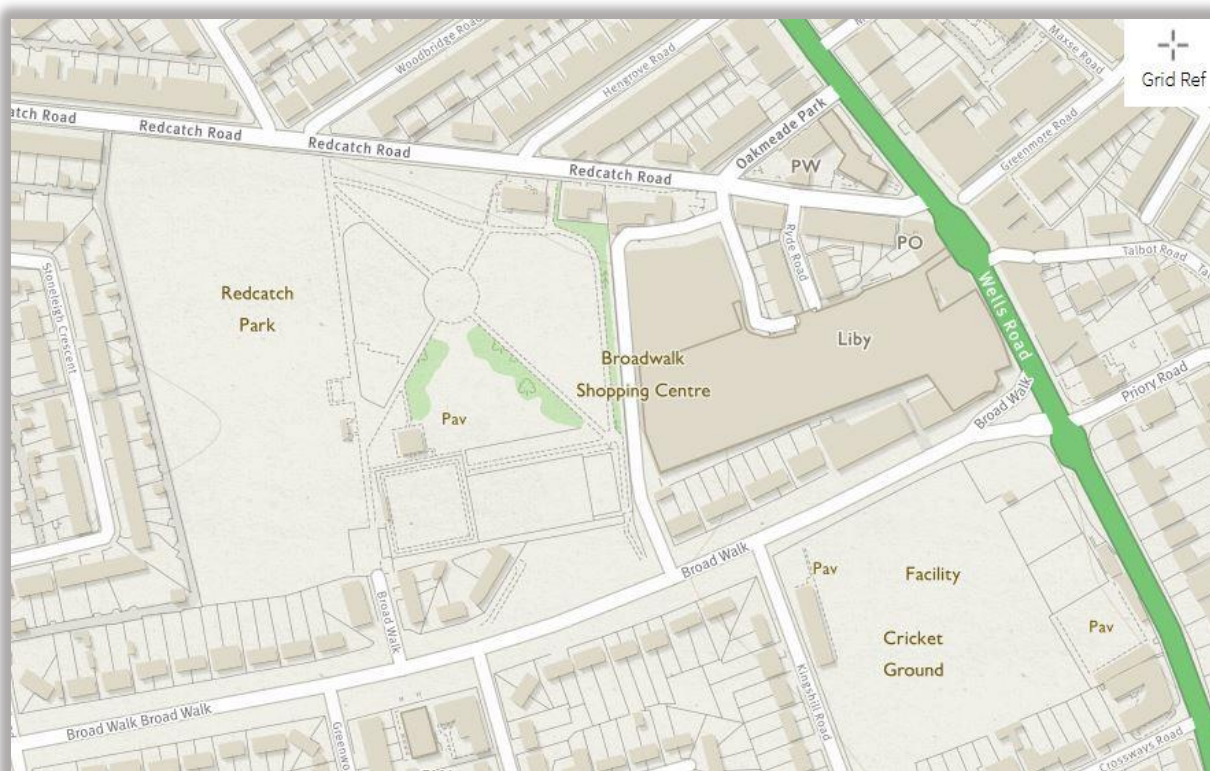 Woodbridge Road
Hengrove Road
Maxse Road
Grid Ref
atch Road
Redcatch Road
Redcatch Road
Redcatch Road
Oakmeade Park
PW
Greenmore Road
Ryde Road
PO
Talbot Road
Stoneleigh Crescent
Redcatch
Park
Wells Road
Liby
Broadwalk
Shopping Centre
Priory Road
Broad Walk
Pav
Broad Walk
Pav
Facility
Broad Walk
Pav
Cricket
Ground
Kingshill Road
Broad Walk Broad Walk
Greenwo
Crossways Road